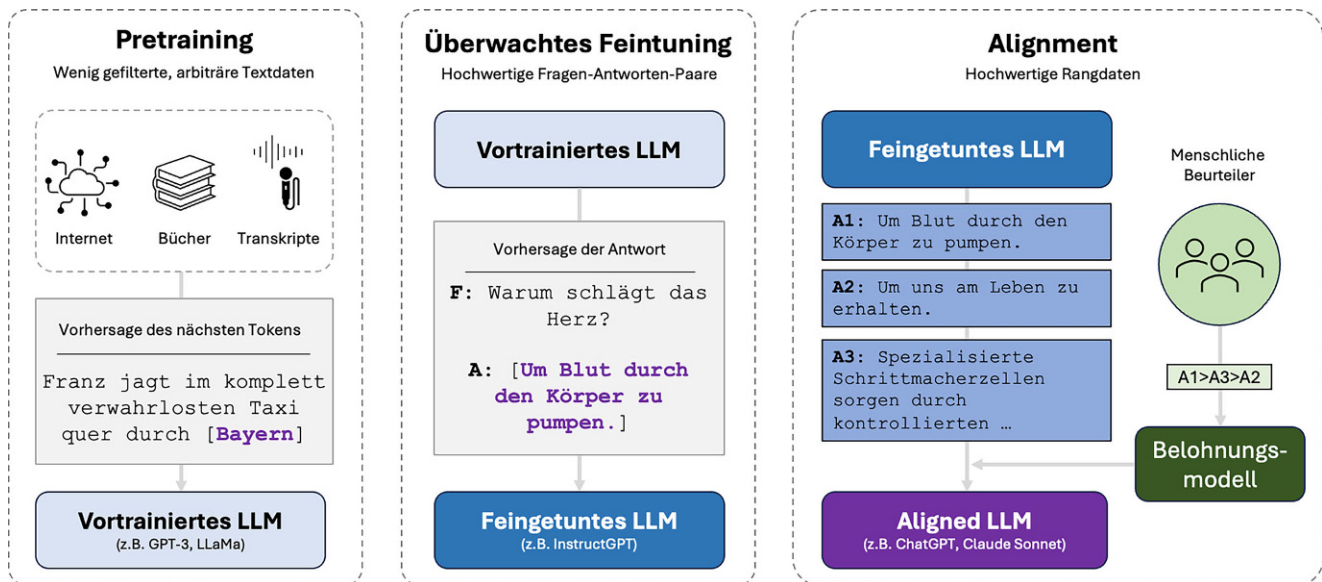 Pretraining
Wenig gefilterte, arbiträre Textdaten
Internet
Bücher
Transkripte
Vorhersage des nächsten Tokens
Franz jagt im komplett
verwahrlosten Taxi
quer durch [Bayern]
Vortrainiertes LLM
(z.B. GPT-3, LLaMa)
Überwachtes Feintuning
Hochwertige Fragen-Antworten-Paare
Vortrainiertes LLM
Vorhersage der Antwort
F: Warum schlägt das
Herz?
A: [Um Blut durch
den Körper zu
pumpen.]
Feingetuntes LLM
(z.B. InstructGPT)
Alignment
Hochwertige Rangdaten
Feingetuntes LLM
A1: Um Blut durch den
Körper zu pumpen.
A2: Um uns am Leben zu
erhalten.
A3: Spezialisierte
Schrittmacherzellen
sorgen durch
kontrollierten …
Menschliche
Beurteiler
A1>A3>A2
Belohnungs-
modell
Aligned LLM
(z.B. ChatGPT, Claude Sonnet)